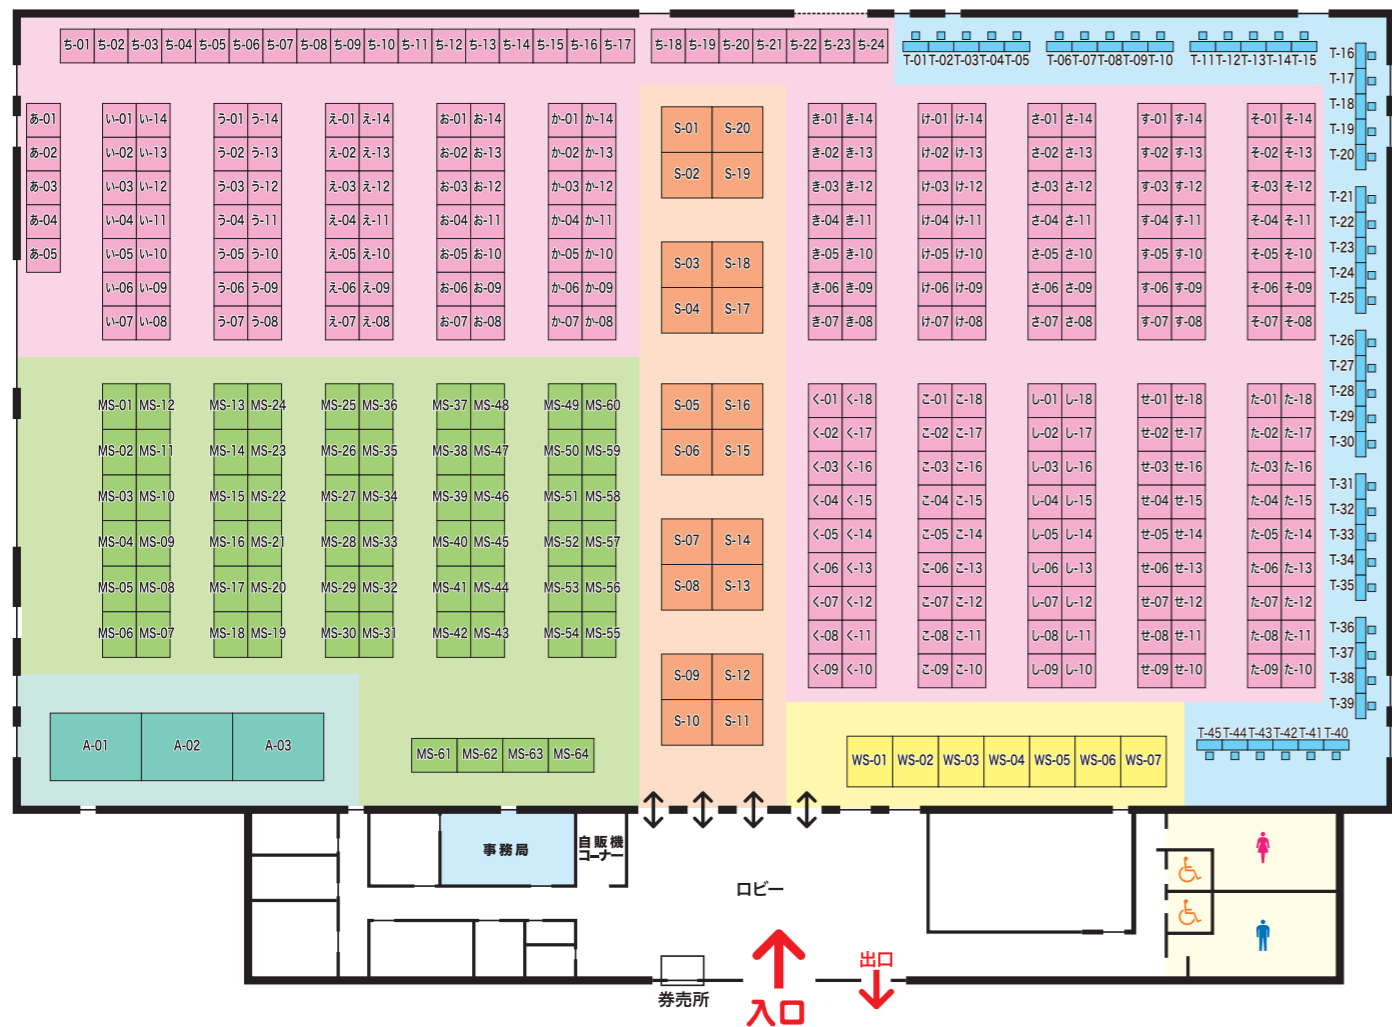 ち-01 ち-02 ち-03 ち-04 ち-05 ち-06 ち-07 ち-08 ち-09 ち-10 ち-11 ち-12 ち-13 ち-14 ち-15 ち-16 ち-17 ち-18 ち-19 ち-20 ち-21 ち-22 ち-23 ち-24
T-01 T-02 T-03 T-04 T-05 T-06 T-07 T-08 T-09 T-10 T-11 T-12 T-13 T-14 T-15
T-16
T-17
T-18
T-19
T-20
T-21
T-22
T-23
T-24
T-25
T-26
T-27
T-28
T-29
T-30
T-31
T-32
T-33
T-34
T-35
T-36
T-37
T-38
T-39
あ-01
あ-02
あ-03
あ-04
あ-05
い-01 い-14 う-01 う-14 え-01 え-14 お-01 お-14 か-01 か-14
い-02 い-13 う-02 う-13 え-02 え-13 お-02 お-13 か-02 か-13
い-03 い-12 う-03 う-12 え-03 え-12 お-03 お-12 か-03 か-12
い-04 い-11 う-04 う-11 え-04 え-11 お-04 お-11 か-04 か-11
い-05 い-10 う-05 う-10 え-05 え-10 お-05 お-10 か-05 か-10
い-06 い-09 う-06 う-09 え-06 え-09 お-06 お-09 か-06 か-09
い-07 い-08 う-07 う-08 え-07 え-08 お-07 お-08 か-07 か-08
S-01 S-20
S-02 S-19
S-03 S-18
S-04 S-17
S-05 S-16
S-06 S-15
S-07 S-14
S-08 S-13
S-09 S-12
S-10 S-11
き-01 き-14 け-01 け-14 さ-01 さ-14 す-01 す-14 そ-01 そ-14
き-02 き-13 け-02 け-13 さ-02 さ-13 す-02 す-13 そ-02 そ-13
き-03 き-12 け-03 け-12 さ-03 さ-12 す-03 す-12 そ-03 そ-12
き-04 き-11 け-04 け-11 さ-04 さ-11 す-04 す-11 そ-04 そ-11
き-05 き-10 け-05 け-10 さ-05 さ-10 す-05 す-10 そ-05 そ-10
き-06 き-09 け-06 け-09 さ-06 さ-09 す-06 す-09 そ-06 そ-09
き-07 き-08 け-07 け-08 さ-07 さ-08 す-07 す-08 そ-07 そ-08
MS-01 MS-12 MS-13 MS-24 MS-25 MS-36 MS-37 MS-48 MS-49 MS-60
MS-02 MS-11 MS-14 MS-23 MS-26 MS-35 MS-38 MS-47 MS-50 MS-59
MS-03 MS-10 MS-15 MS-22 MS-27 MS-34 MS-39 MS-46 MS-51 MS-58
MS-04 MS-09 MS-16 MS-21 MS-28 MS-33 MS-40 MS-45 MS-52 MS-57
MS-05 MS-08 MS-17 MS-20 MS-29 MS-32 MS-41 MS-44 MS-53 MS-56
MS-06 MS-07 MS-18 MS-19 MS-30 MS-31 MS-42 MS-43 MS-54 MS-55
く-01 く-18 こ-01 こ-18 し-01 し-18 せ-01 せ-18 た-01 た-18
く-02 く-17 こ-02 こ-17 し-02 し-17 せ-02 せ-17 た-02 た-17
く-03 く-16 こ-03 こ-16 し-03 し-16 せ-03 せ-16 た-03 た-16
く-04 く-15 こ-04 こ-15 し-04 し-15 せ-04 せ-15 た-04 た-15
く-05 く-14 こ-05 こ-14 し-05 し-14 せ-05 せ-14 た-05 た-14
く-06 く-13 こ-06 こ-13 し-06 し-13 せ-06 せ-13 た-06 た-13
く-07 く-12 こ-07 こ-12 し-07 し-12 せ-07 せ-12 た-07 た-12
く-08 く-11 こ-08 こ-11 し-08 し-11 せ-08 せ-11 た-08 た-11
く-09 く-10 こ-09 こ-10 し-09 し-10 せ-09 せ-10 た-09 た-10
A-01 A-02 A-03
MS-61 MS-62 MS-63 MS-64
WS-01 WS-02 WS-03 WS-04 WS-05 WS-06 WS-07
T-45 T-44 T-43 T-42 T-41 T-40
事務局
自販機
コーナー
ロビー
券売所
入口
出口